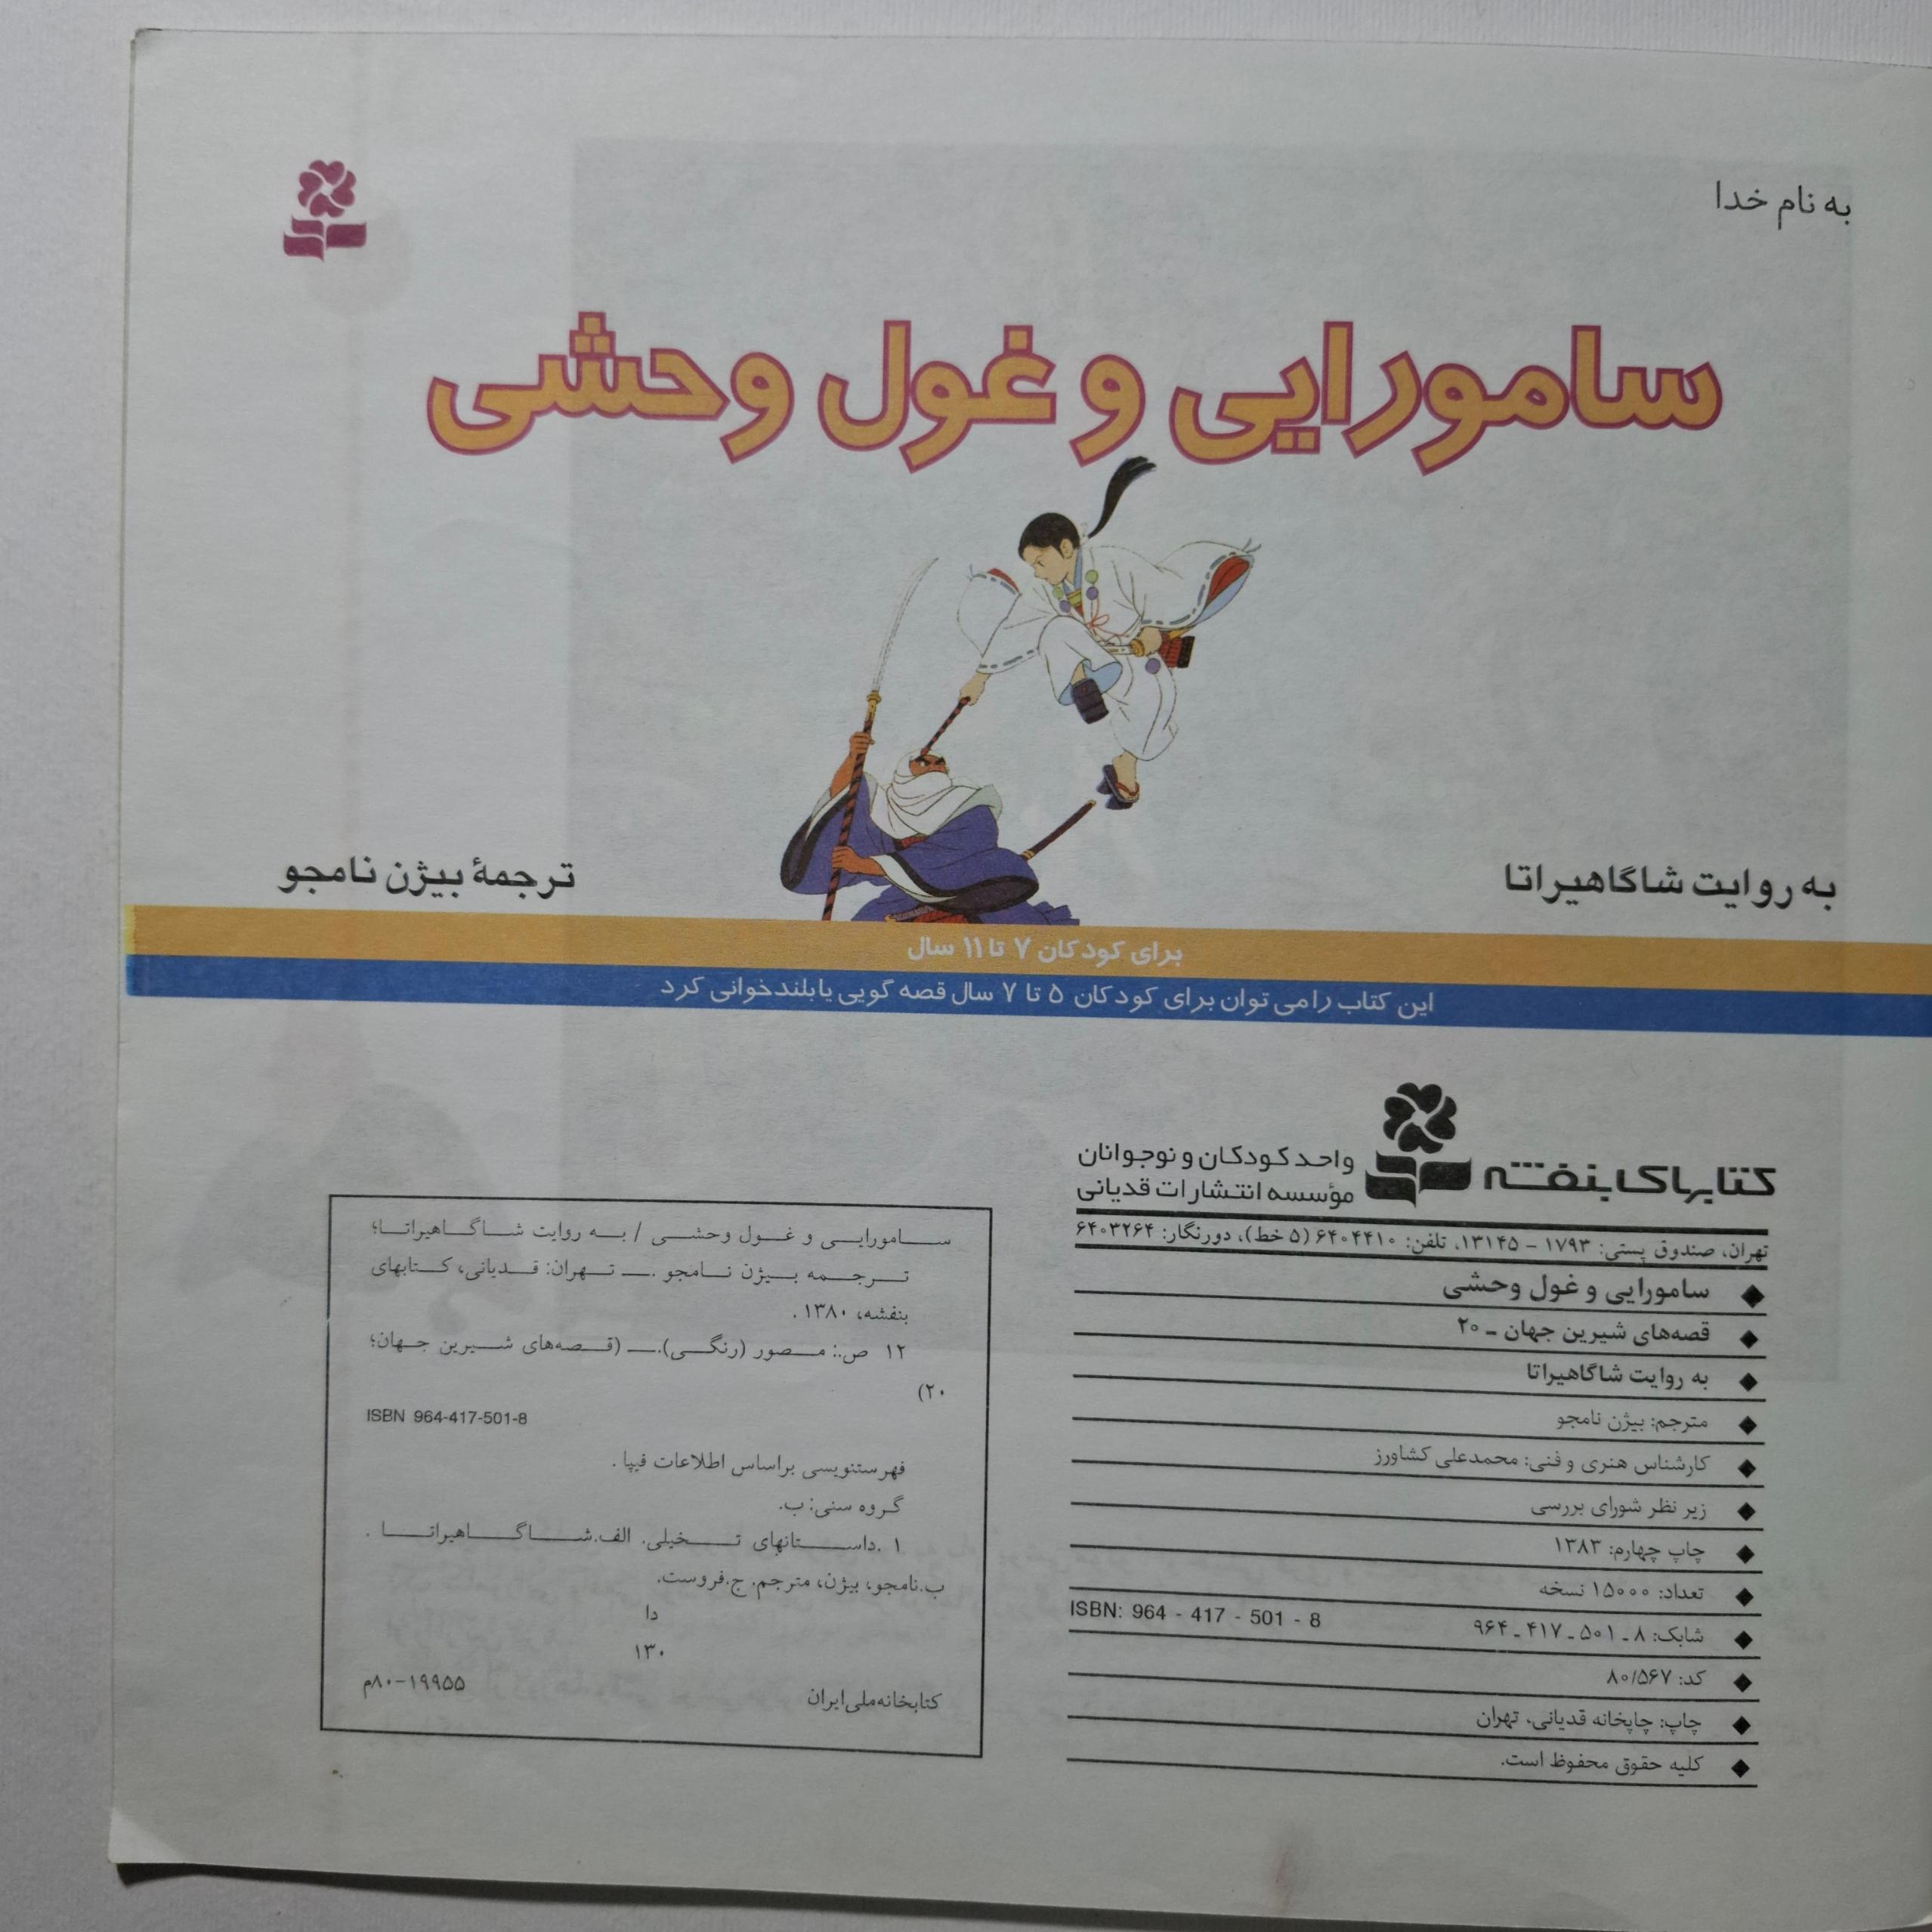 به نام خدا
سامورایی و غول وحشی
به روایت شاگاهیراتا
ترجمهٔ بیژن نامجو
برای کودکان ۷ تا ۱۱ سال
این کتاب را می توان برای کودکان ۵ تا ۷ سال قصه گویی یا بلندخوانی کرد
کتابهای بنفشه
واحد کودکان و نوجوانان
مؤسسه انتشارات قدیانی
تهران، صندوق پستی: ۱۷۹۳ - ۱۳۱۴۵، تلفن: ۶۴۰۴۴۱۰ (۵ خط)، دورنگار: ۶۴۰۳۲۶۴
◆ سامورایی و غول وحشی
◆ قصه‌های شیرین جهان ـ ۲۰
◆ به روایت شاگاهیراتا
◆ مترجم: بیژن نامجو
◆ کارشناس هنری و فنی: محمدعلی کشاورز
◆ زیر نظر شورای بررسی
◆ چاپ چهارم: ۱۳۸۳
◆ تعداد: ۱۵۰۰۰ نسخه
◆ شابک: ۸ ـ ۵۰۱ ـ ۴۱۷ ـ ۹۶۴ ISBN: 964 - 417 - 501 - 8
◆ کد: ۸۰/۵۶۷
◆ چاپ: چاپخانه قدیانی، تهران
◆ کلیه حقوق محفوظ است.
سامورایی و غول وحشی / به روایت شاگاهیراتا؛
ترجمه بیژن نامجو .ـ تهران: قدیانی، کتابهای
بنفشه، ۱۳۸۰ .
۱۲ ص.: مصور (رنگی).ـ (قصه‌های شیرین جهان؛
۲۰)
ISBN 964-417-501-8
فهرستنویسی براساس اطلاعات فیپا .
گروه سنی: ب.
۱ .داستانهای تخیلی. الف.شاگاهیراتا .
ب.نامجو، بیژن، مترجم. ج.فروست.
دا
۱۳۰
کتابخانه ملی ایران ۸۰-۱۹۹۵۵م